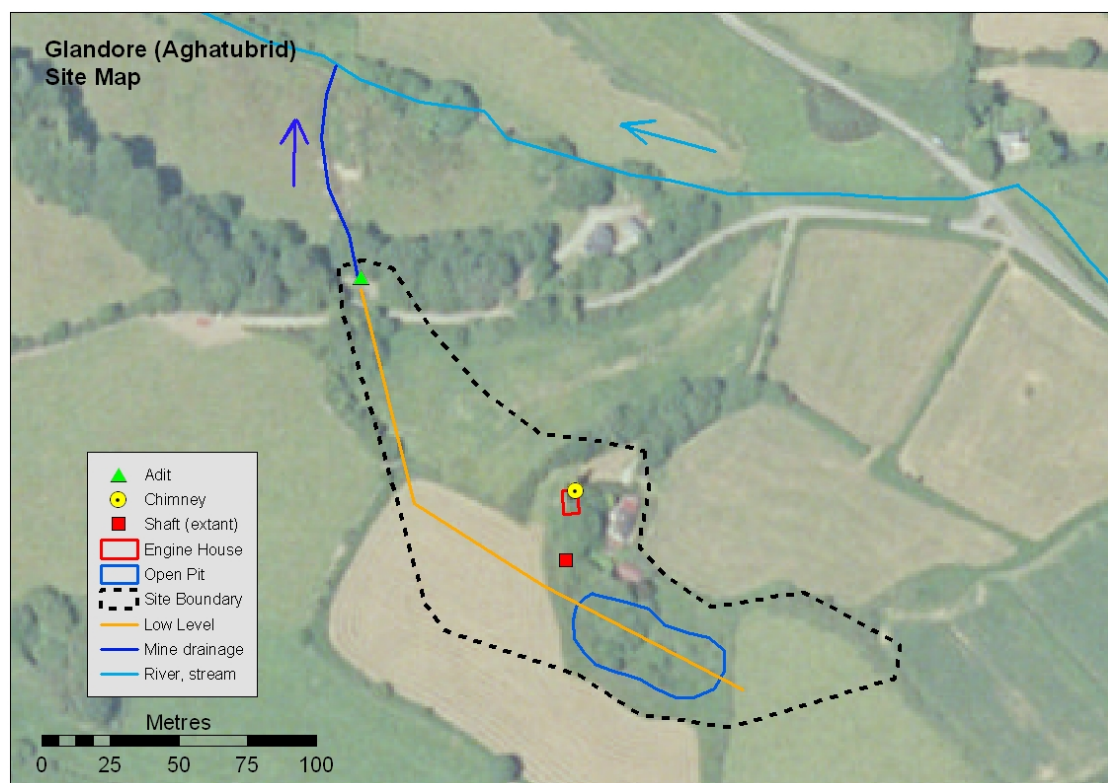 Glandore (Aghatubrid)
Site Map
Adit
Chimney
Shaft (extant)
Engine House
Open Pit
Site Boundary
Low Level
Mine drainage
River, stream
Metres
0 25 50 75 100